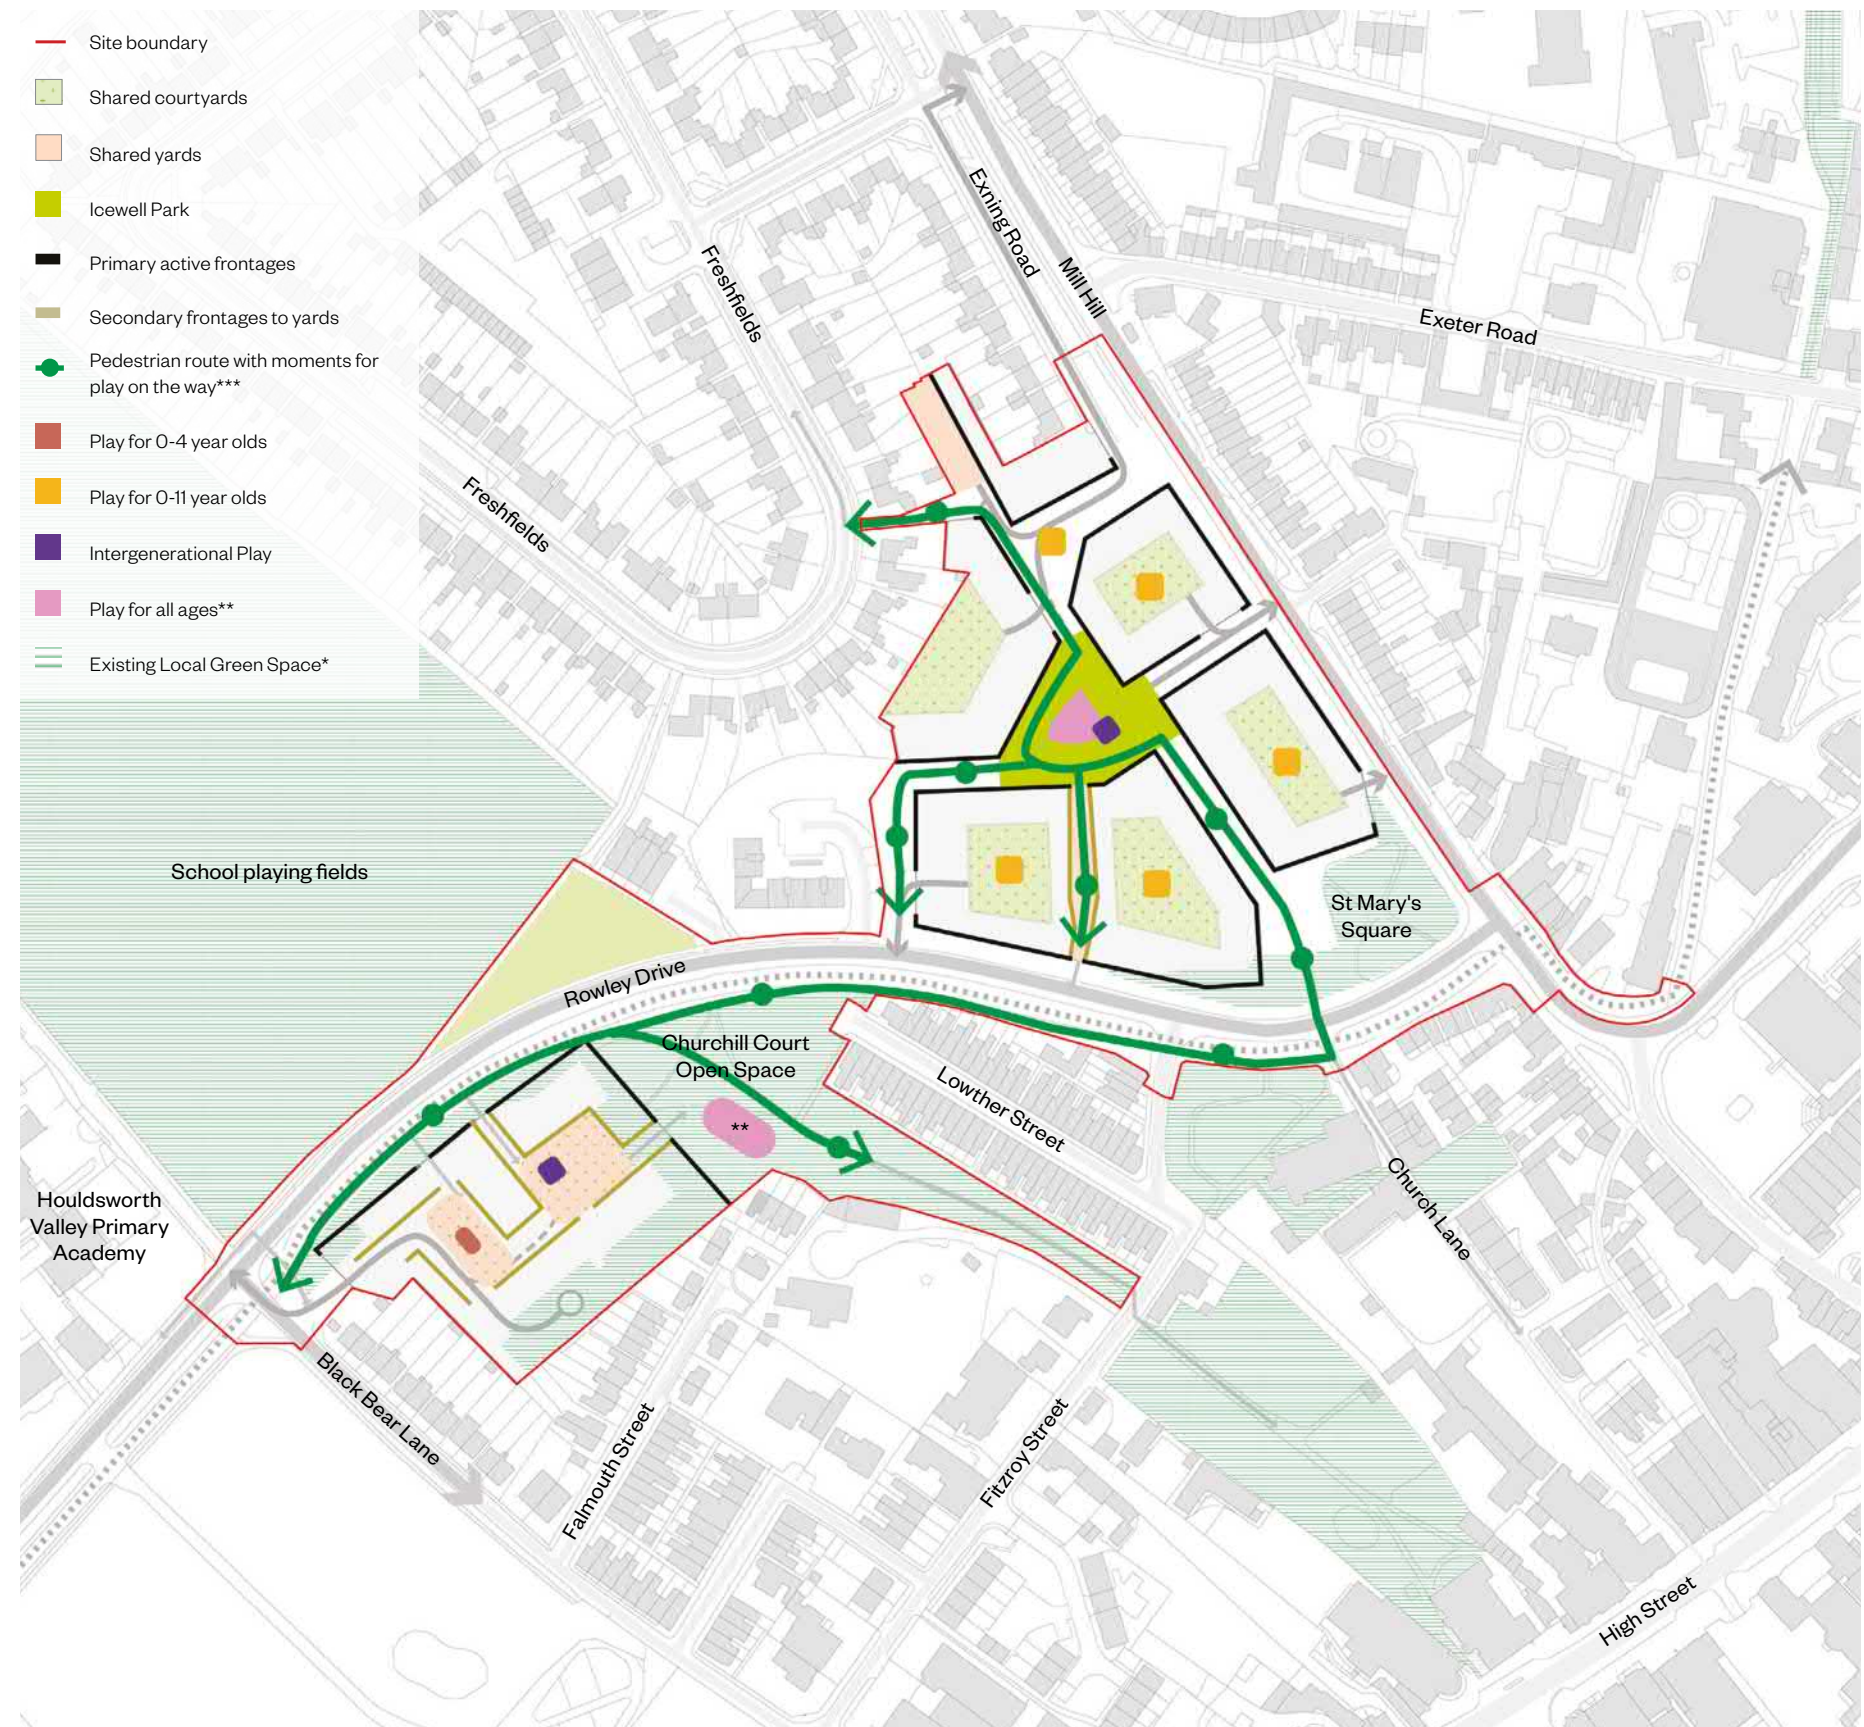 Site boundary
Shared courtyards
Shared yards
Icewell Park
Primary active frontages
Secondary frontages to yards
Pedestrian route with moments for
play on the way***
Play for 0-4 year olds
Play for 0-11 year olds
Intergenerational Play
Play for all ages**
Existing Local Green Space*
Exning Road
Mill Hill
Freshfields
Exeter Road
Freshfields
School playing fields
St Mary's
Square
Rowley Drive
Churchill Court
Open Space
Lowther Street
**
Church Lane
Houldsworth
Valley Primary
Academy
Black Bear Lane
Falmouth Street
Fitzroy Street
High Street